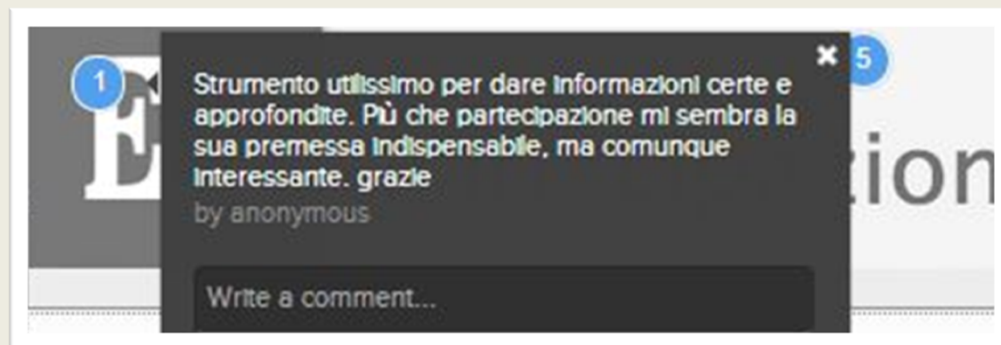 1
E
5
Strumento utilissimo per dare informazioni certe e
approfondite. Più che partecipazione mi sembra la
sua premessa indispensabile, ma comunque
interessante. grazie
by anonymous
zion
Write a comment...